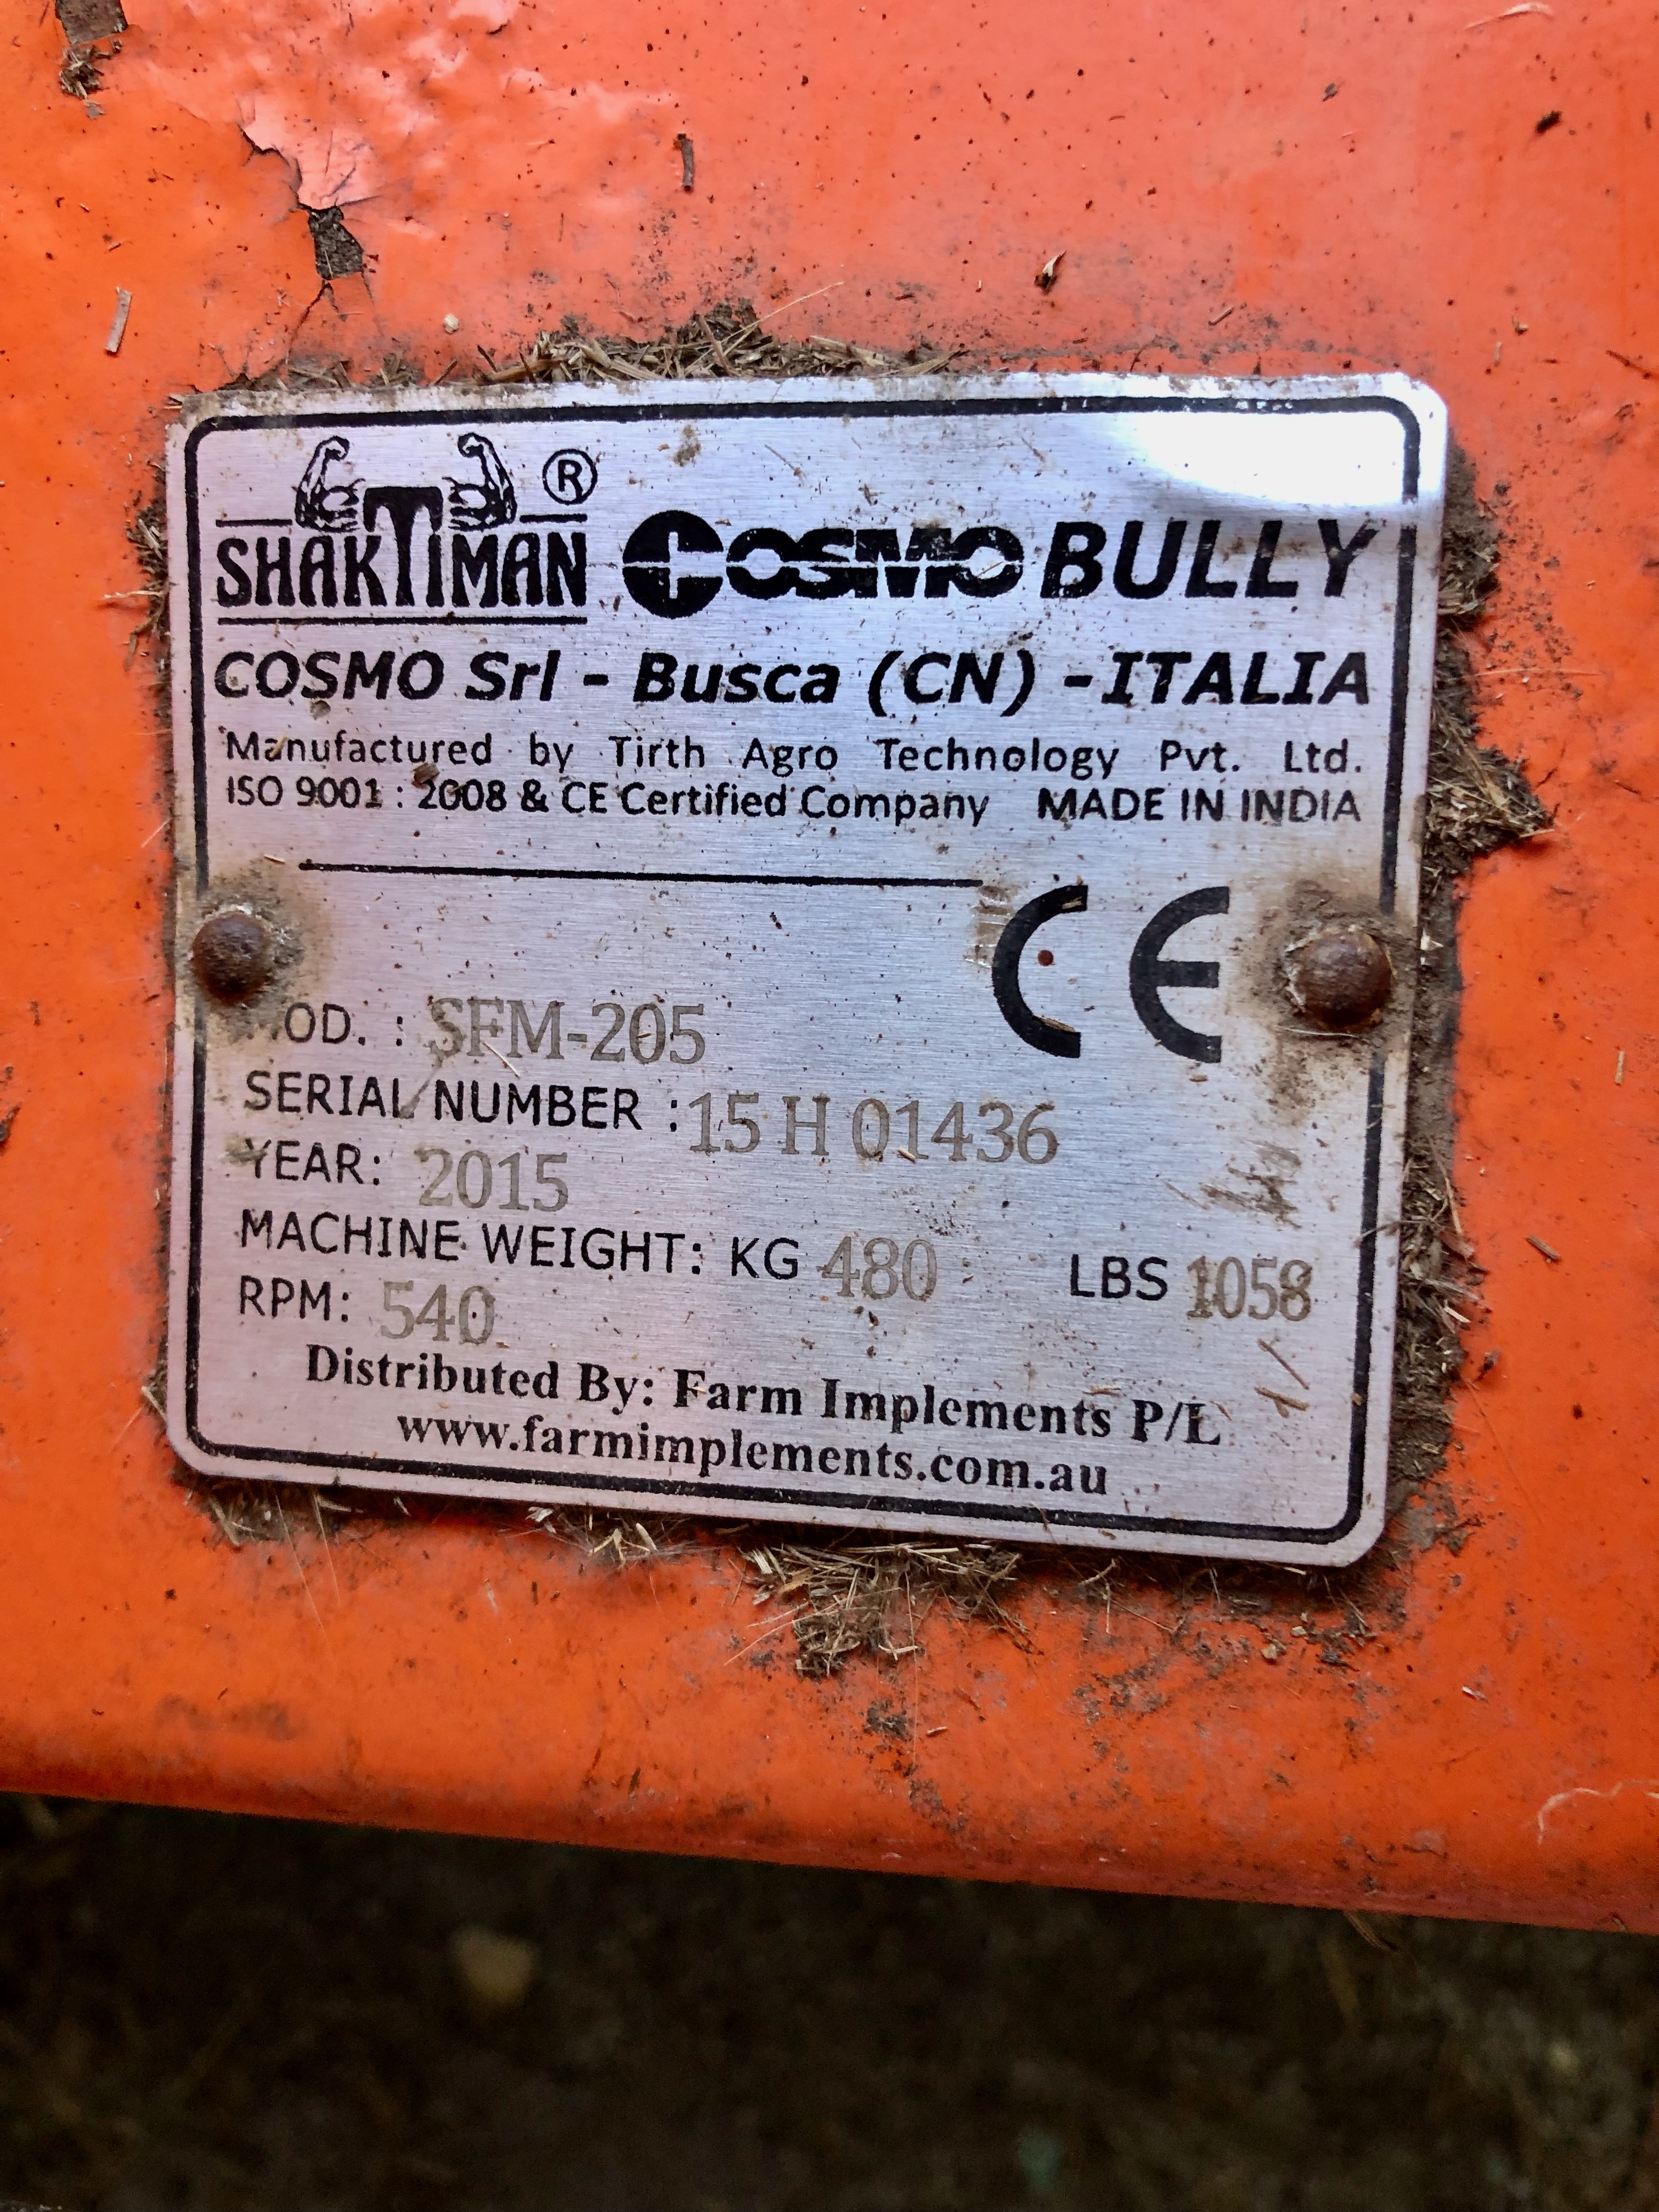 SHAKTIMAN ® COSMO BULLY
COSMO Srl - Busca (CN) -ITALIA
Manufactured by Tirth Agro Technology Pvt. Ltd.
ISO 9001 : 2008 & CE Certified Company MADE IN INDIA
CE
MOD. : SFM-205
SERIAL NUMBER : 15 H 01436
YEAR: 2015
MACHINE WEIGHT: KG 480 LBS 1058
RPM: 540
Distributed By: Farm Implements P/L
www.farmimplements.com.au